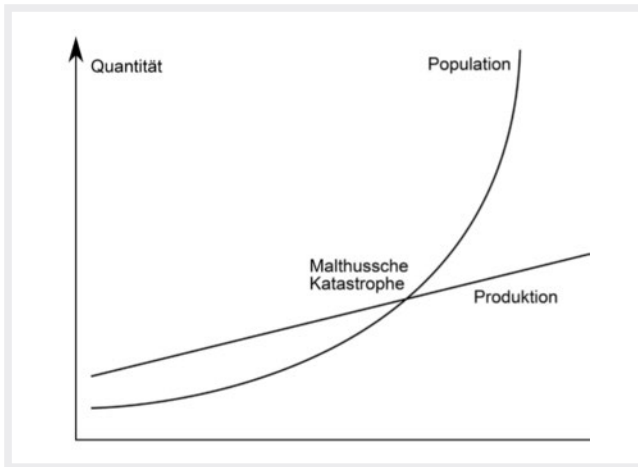 Quantität
Population
Malthussche
Katastrophe
Produktion